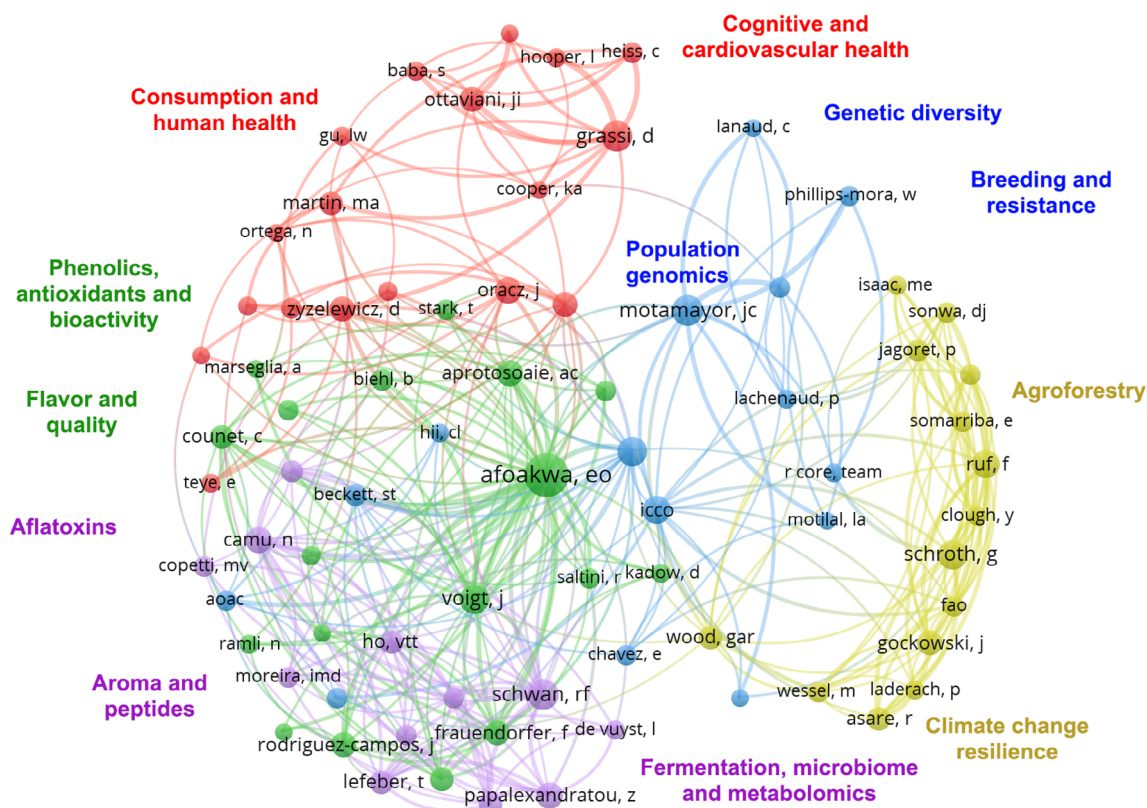 Cognitive and
cardiovascular health
hooper, l
heiss, c
baba, s
ottaviani, ji
Consumption and
human health
grassi, d
gu, lw
lanaud, c
Genetic diversity
cooper, ka
phillips-mora, w
Breeding and
resistance
martin, ma
ortega, n
Population
genomics
Phenolics,
antioxidants and
bioactivity
zyzelewicz, d
oracz, j
stark, t
motamayor, jc
isaac, me
sonwa, dj
jagoret, p
marseglia, a
biehl, b
aprotosoaie, ac
lachenaud, p
Agroforestry
Flavor and
quality
somarriba, e
counet, c
hii, cl
afoakwa, eo
r core, team
ruf, f
teye, e
beckett, st
icco
motilal, la
clough, y
Aflatoxins
camu, n
copetti, mv
schroth, g
saltini, r
kadow, d
aoac
voigt, j
fao
ramli, n
ho, vtt
wood, gar
gockowski, j
chavez, e
moreira, imd
Aroma and
peptides
schwan, rf
wessel, m
laderach, p
asare, r
frauendorfer, f
de vuyst, l
Climate change
resilience
rodriguez-campos, j
lefeber, t
papalexandratou, z
Fermentation, microbiome
and metabolomics